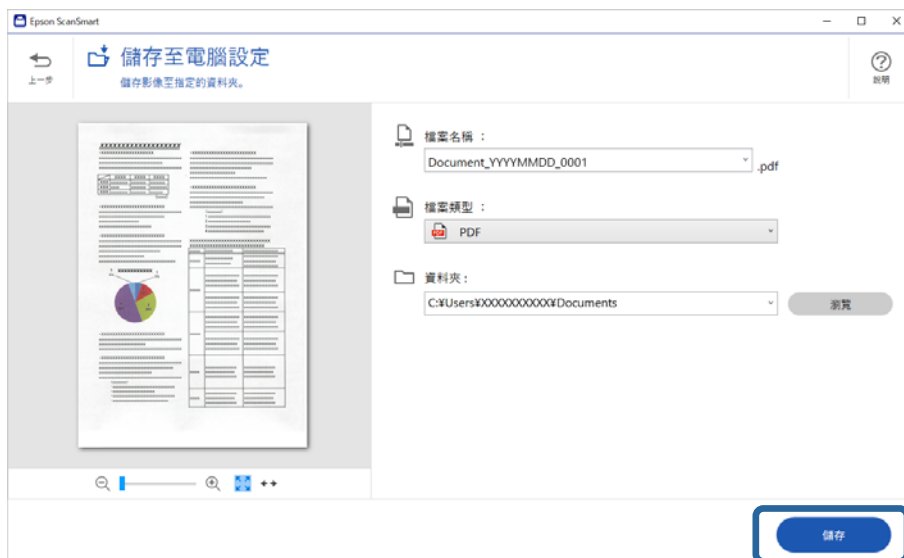 Epson ScanSmart
上一步
儲存至電腦設定
儲存影像至指定的資料夾。
說明
檔案名稱 :
Document_YYYYMMDD_0001
.pdf
檔案類型 :
PDF
資料夾 :
C:¥Users¥XXXXXXXXXX¥Documents
瀏覽
儲存